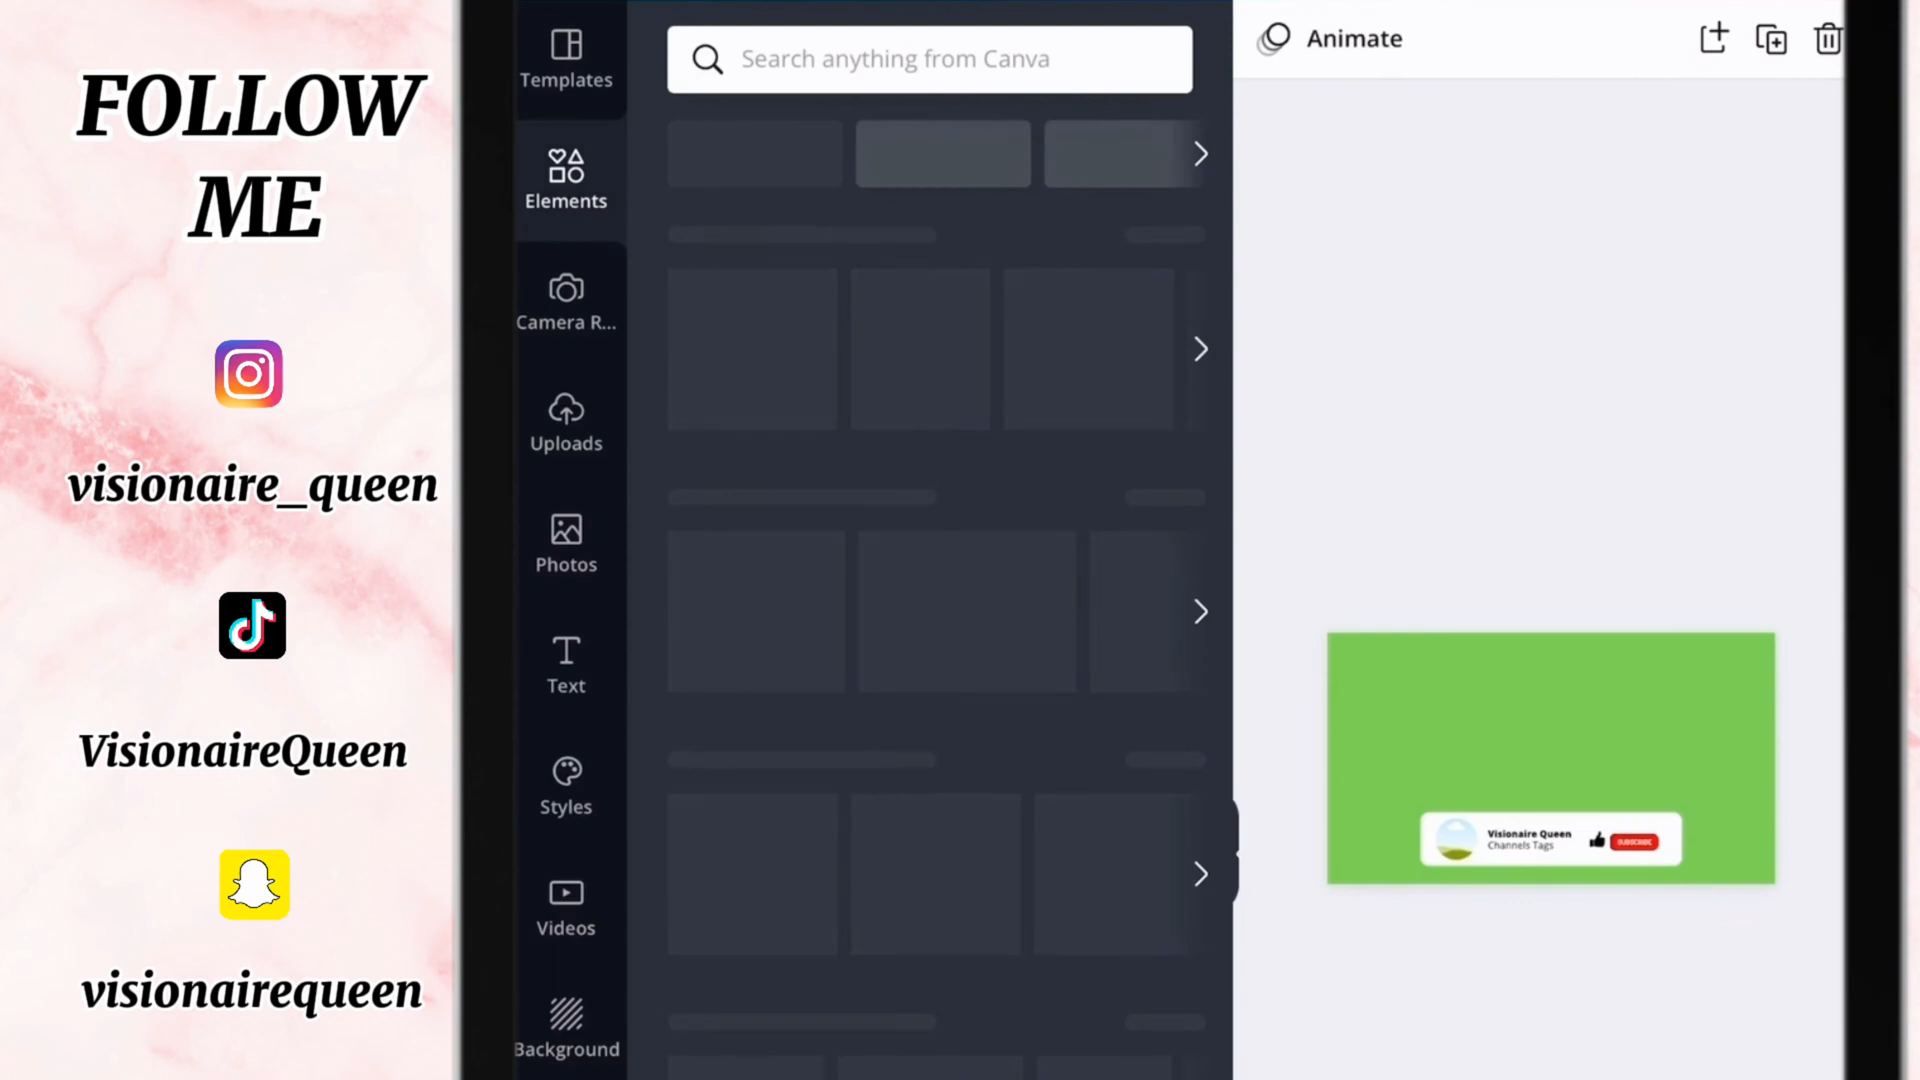 FOLLOW
ME
visionaire_queen
VisionaireQueen
visionairequeen
Templates
Elements
Camera R...
Uploads
Photos
Text
Styles
Videos
Background
Search anything from Canva
Animate
Visionaire Queen
Channels Tags
SUBSCRIBE